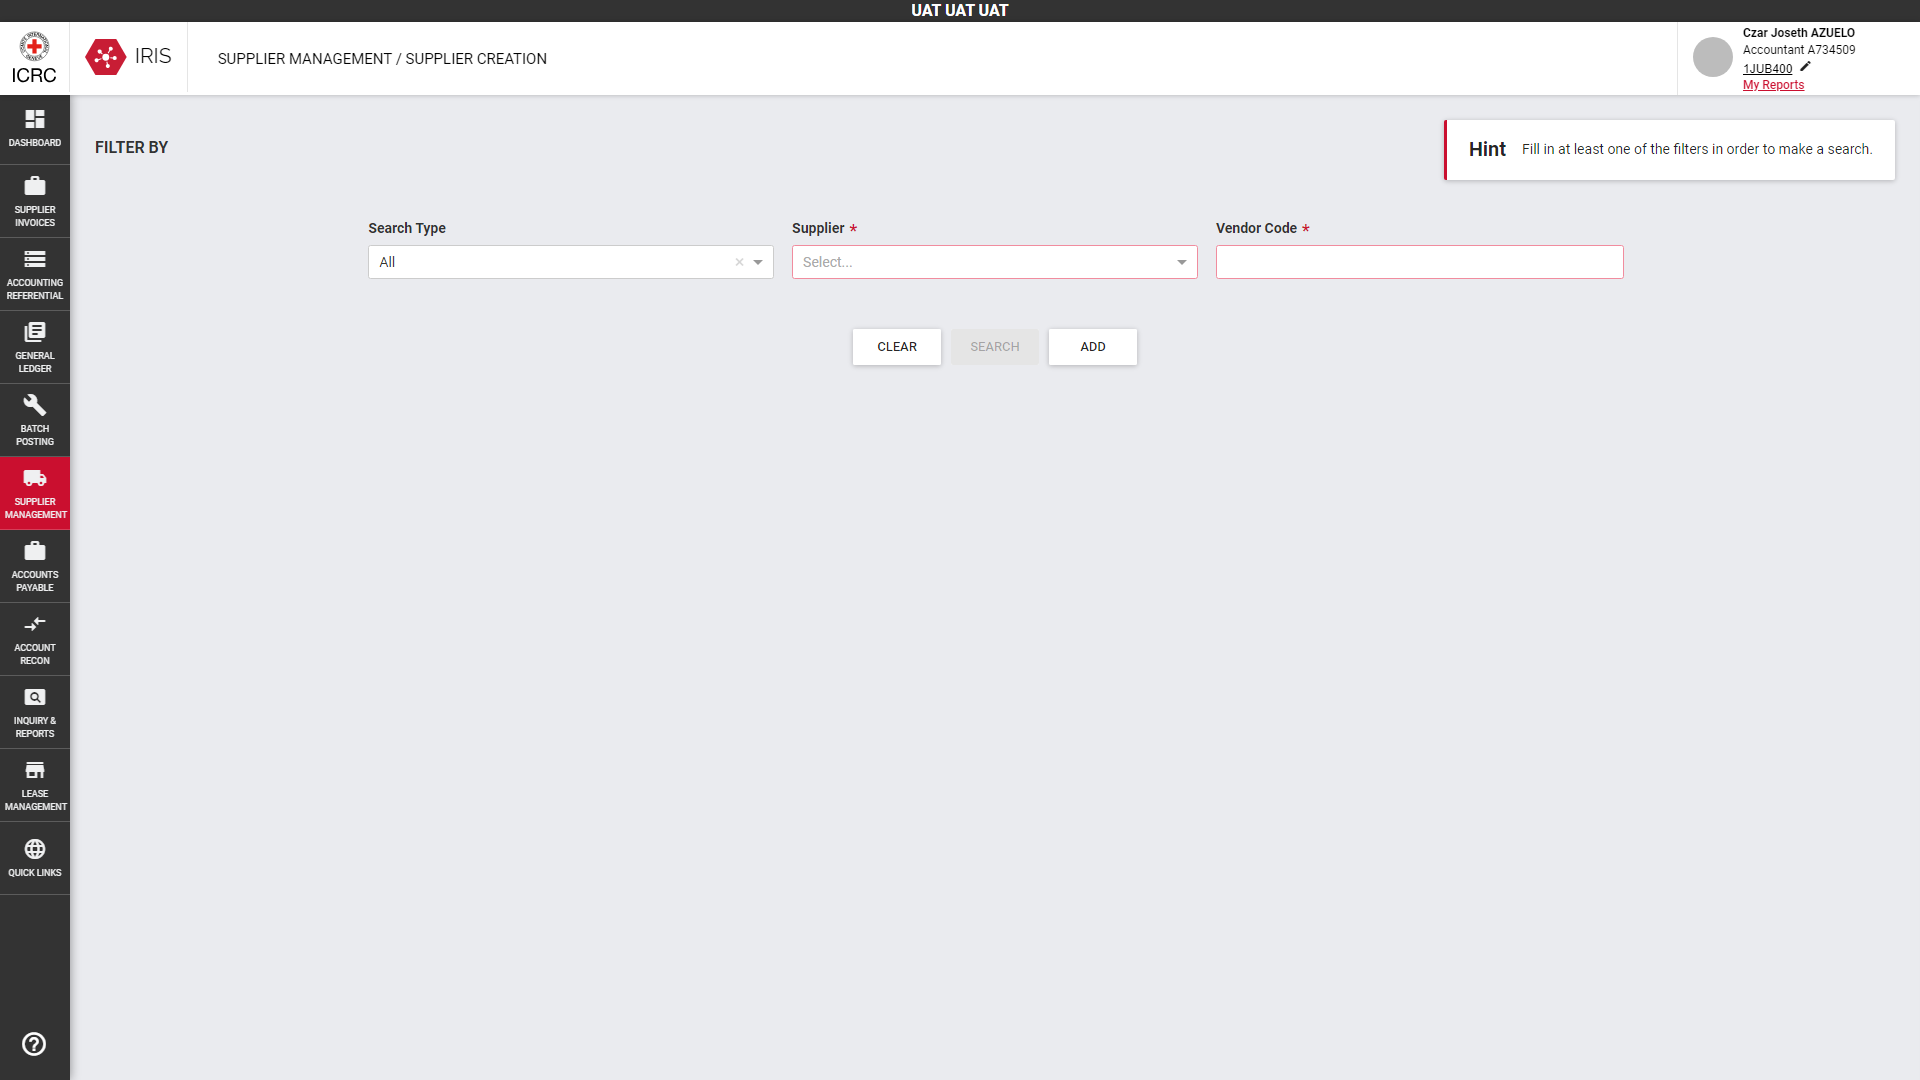 UAT UAT UAT
ICRC
IRIS
SUPPLIER MANAGEMENT / SUPPLIER CREATION
Czar Joseth AZUELO
Accountant A734509
1JUB400
My Reports
DASHBOARD
SUPPLIER
INVOICES
ACCOUNTING
REFERENTIAL
GENERAL
LEDGER
BATCH
POSTING
SUPPLIER
MANAGEMENT
ACCOUNTS
PAYABLE
ACCOUNT
RECON
INQUIRY &
REPORTS
LEASE
MANAGEMENT
QUICK LINKS
FILTER BY
Hint Fill in at least one of the filters in order to make a search.
Search Type
All
Supplier *
Select...
Vendor Code *
CLEAR
SEARCH
ADD